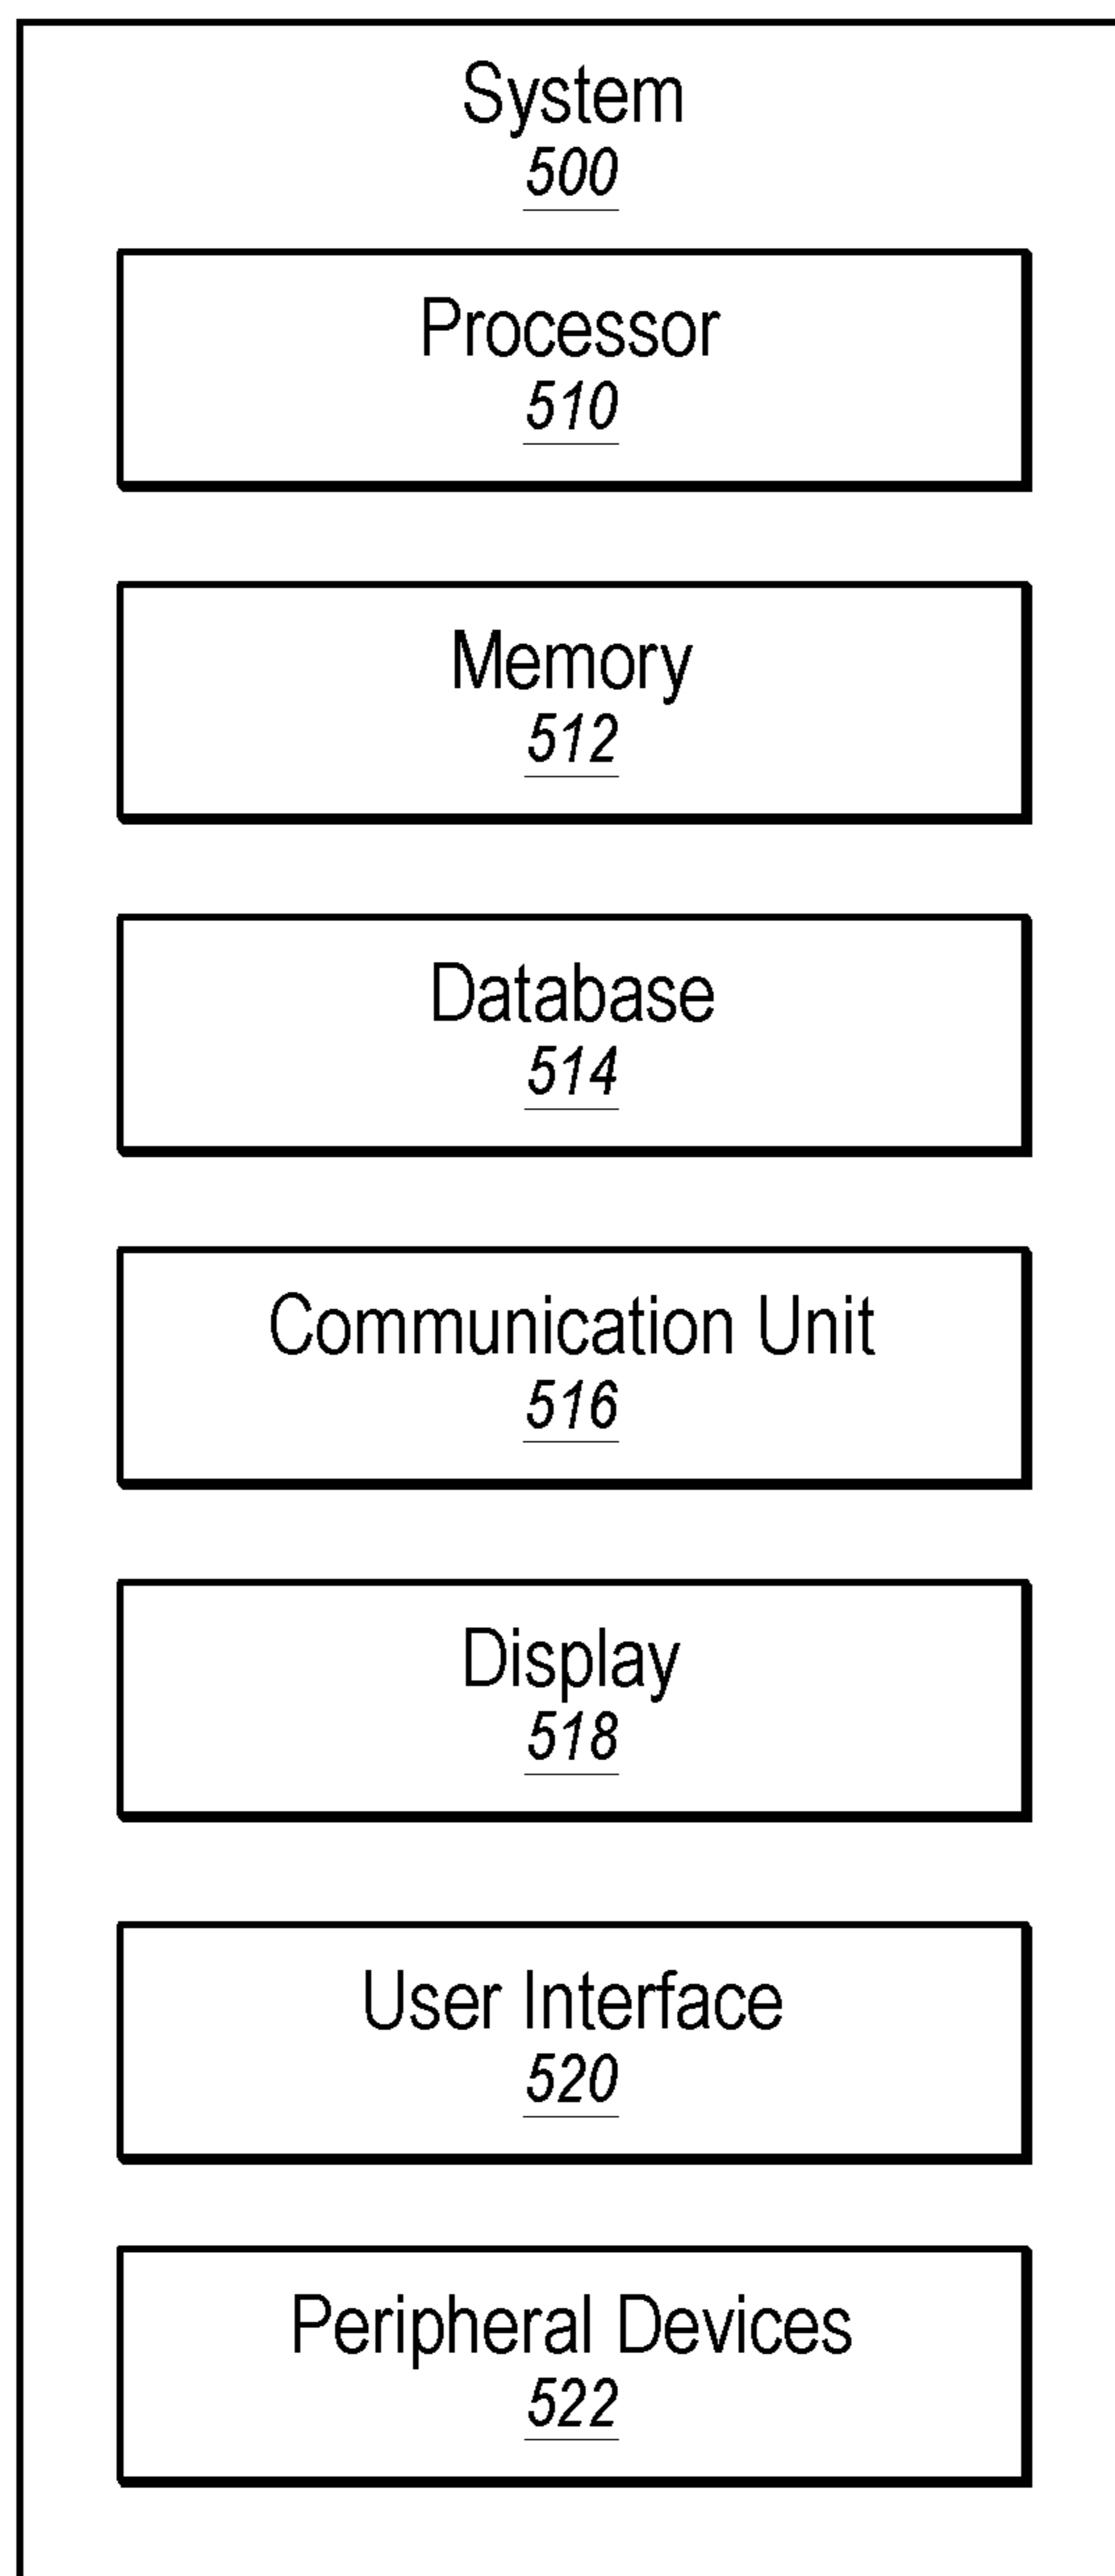 System
500
Processor
510
Memory
512
Database
514
Communication Unit
516
Display
518
User Interface
520
Peripheral Devices
522